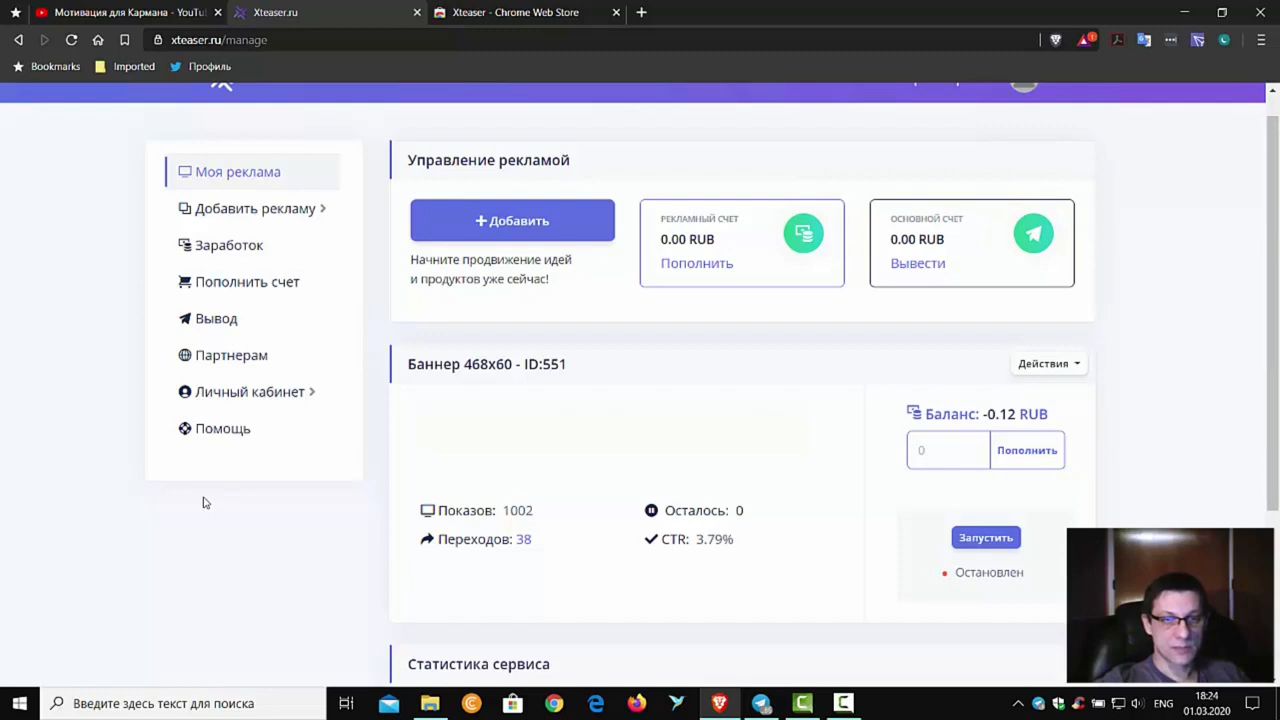 Мотивация для Кармана - YouTu
Xteaser.ru
Xteaser - Chrome Web Store
xteaser.ru/manage
Bookmarks
Imported
Профиль
Моя реклама
Добавить рекламу
Заработок
Пополнить счет
Вывод
Партнерам
Личный кабинет
Помощь
Управление рекламой
+ Добавить
Начните продвижение идей
и продуктов уже сейчас!
РЕКЛАМНЫЙ СЧЕТ
0.00 RUB
Пополнить
ОСНОВНОЙ СЧЕТ
0.00 RUB
Вывести
Баннер 468x60 - ID:551
Действия
Баланс: -0.12 RUB
0
Пополнить
Показов: 1002
Осталось: 0
Переходов: 38
CTR: 3.79%
Запустить
Остановлен
Статистика сервиса
Введите здесь текст для поиска
ENG
18:24
01.03.2020